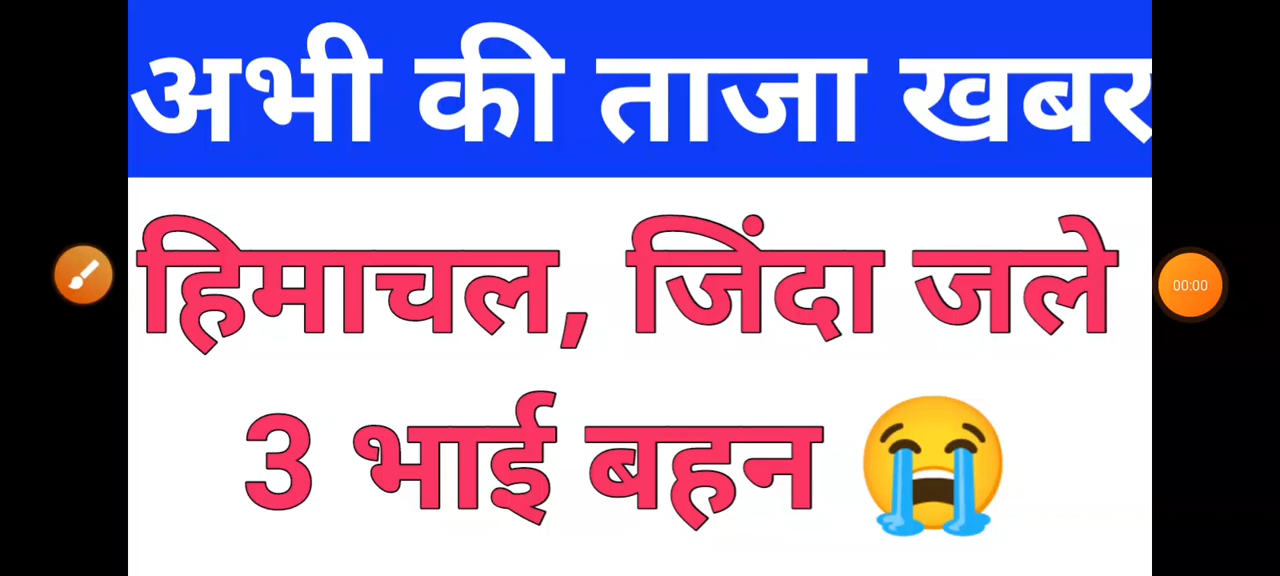 अभी की ताजा खबर
हिमाचल, जिंदा जले
00:00
3 भाई बहन